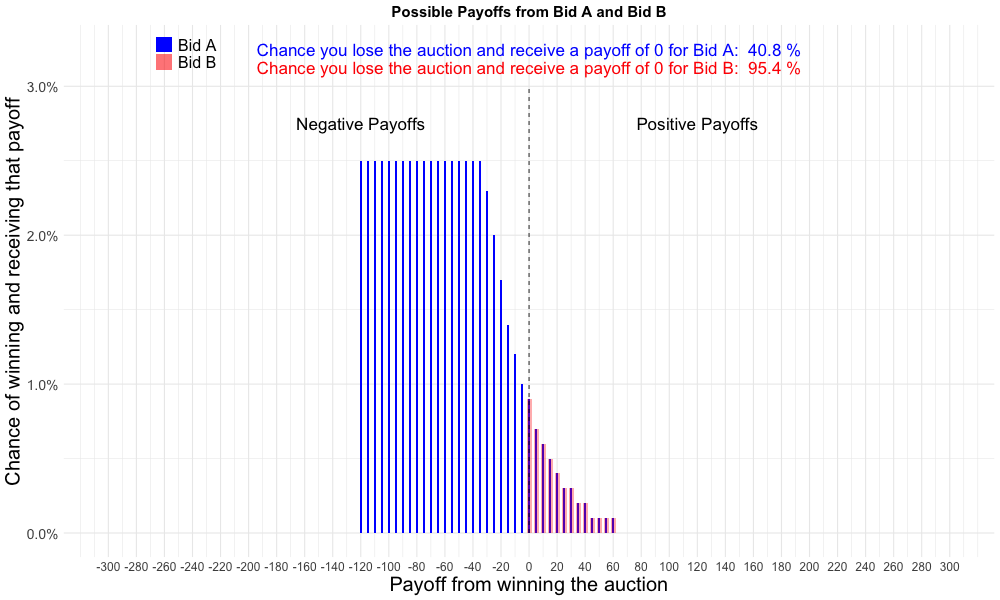 Possible Payoffs from Bid A and Bid B
Bid A
Bid B
Chance you lose the auction and receive a payoff of 0 for Bid A:  40.8 %
Chance you lose the auction and receive a payoff of 0 for Bid B:  95.4 %
Negative Payoffs
Positive Payoffs
Chance of winning and receiving that payoff
3.0%
2.0%
1.0%
0.0%
-300 -280 -260 -240 -220 -200 -180 -160 -140 -120 -100 -80 -60 -40 -20 0 20 40 60 80 100 120 140 160 180 200 220 240 260 280 300
Payoff from winning the auction